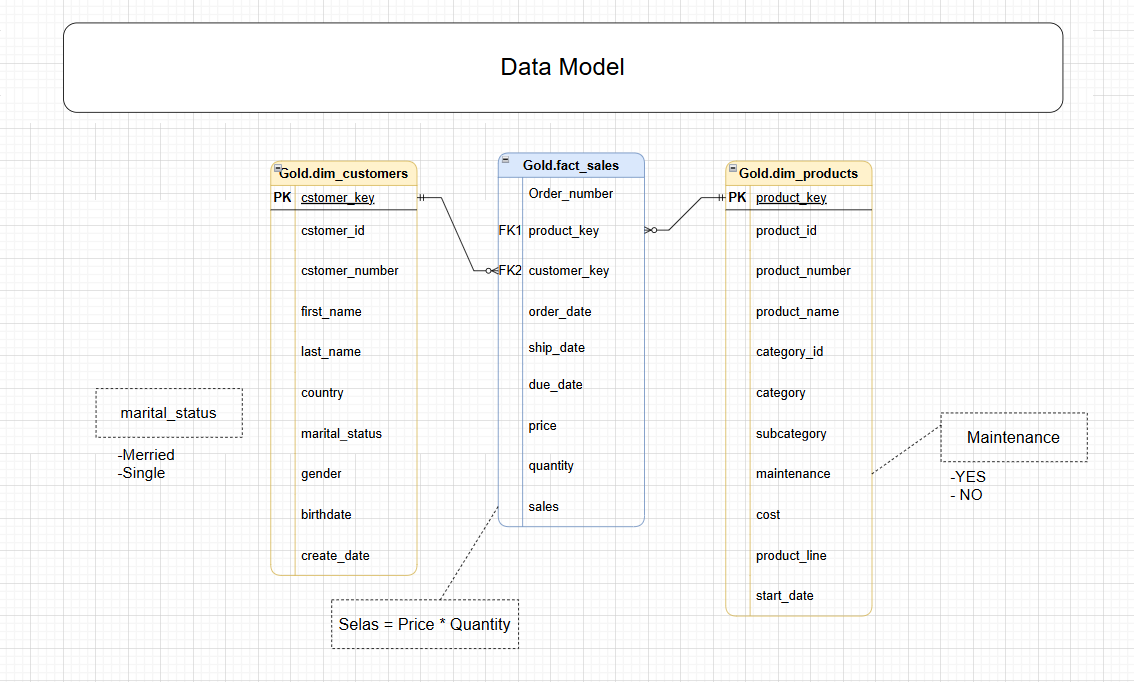 Data Model
Gold.dim_customers
PK cstomer_key
cstomer_id
cstomer_number
first_name
last_name
country
marital_status
gender
birthdate
create_date
Gold.fact_sales
Order_number
FK1 product_key
FK2 customer_key
order_date
ship_date
due_date
price
quantity
sales
Gold.dim_products
PK product_key
product_id
product_number
product_name
category_id
category
subcategory
maintenance
cost
product_line
start_date
marital_status
-Merried
-Single
Maintenance
-YES
- NO
Selas = Price * Quantity